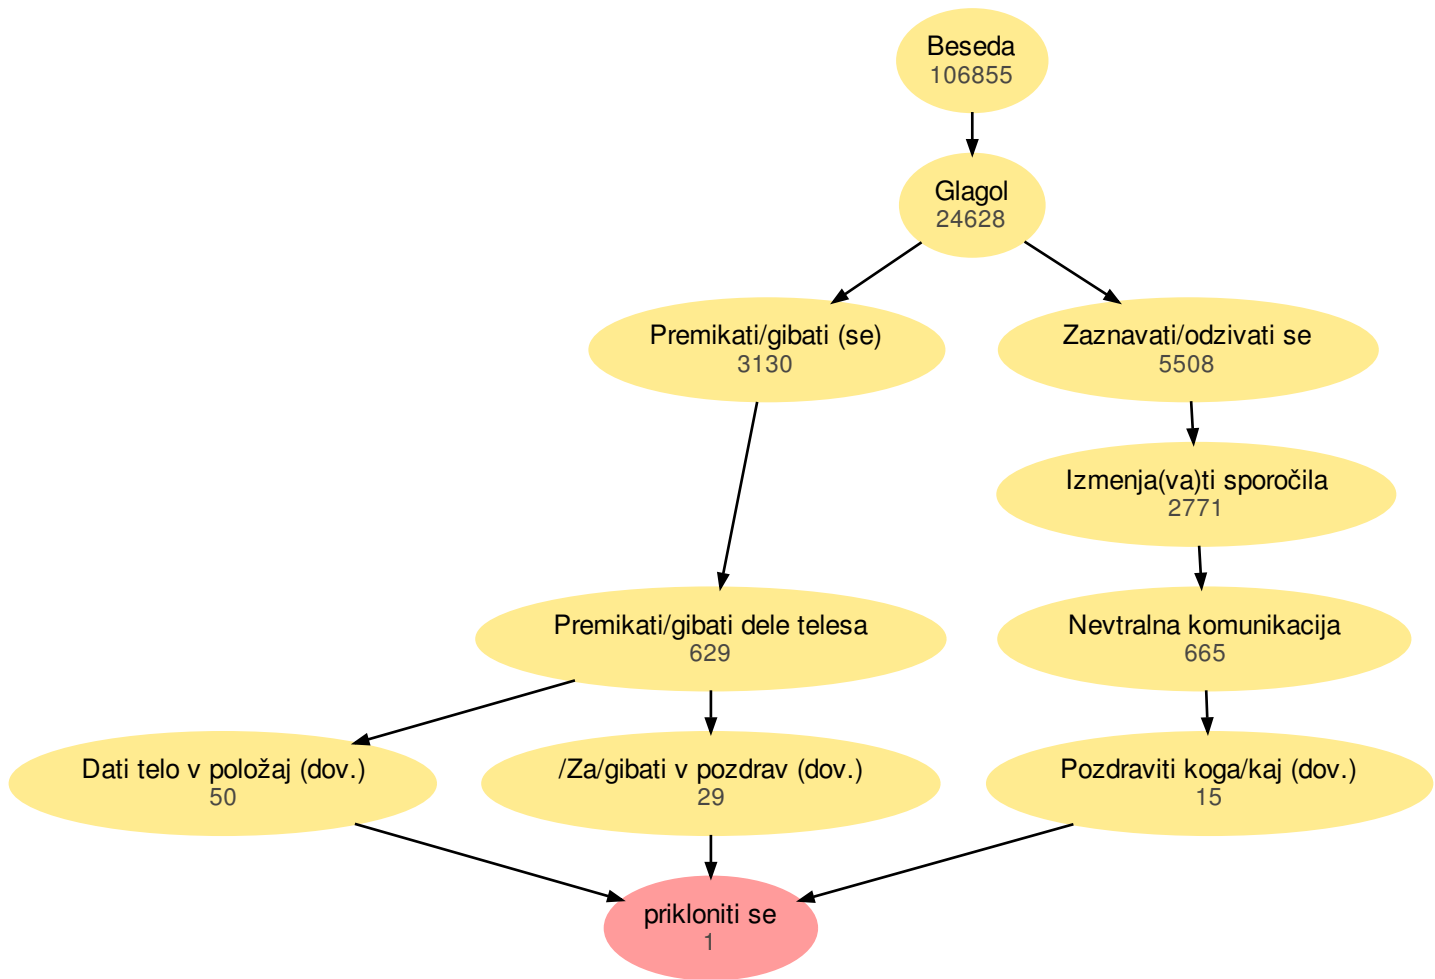 Beseda
106855
Glagol
24628
Premikati/gibati (se)
3130
Zaznavati/odzivati se
5508
Izmenja(va)ti sporočila
2771
Premikati/gibati dele telesa
629
Nevtralna komunikacija
665
Dati telo v položaj (dov.)
50
/Za/gibati v pozdrav (dov.)
29
Pozdraviti koga/kaj (dov.)
15
prikloniti se
1